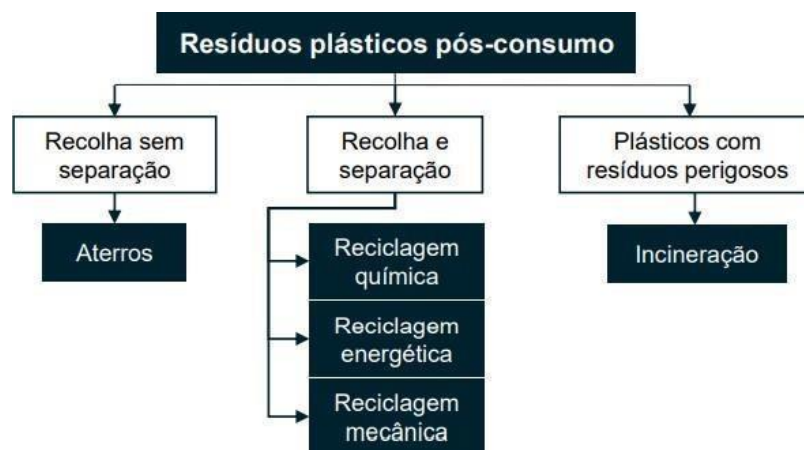 Resíduos plásticos pós-consumo
Recolha sem
separação
Recolha e
separação
Plásticos com
resíduos perigosos
Aterros
Reciclagem
química
Reciclagem
energética
Reciclagem
mecânica
Incineração